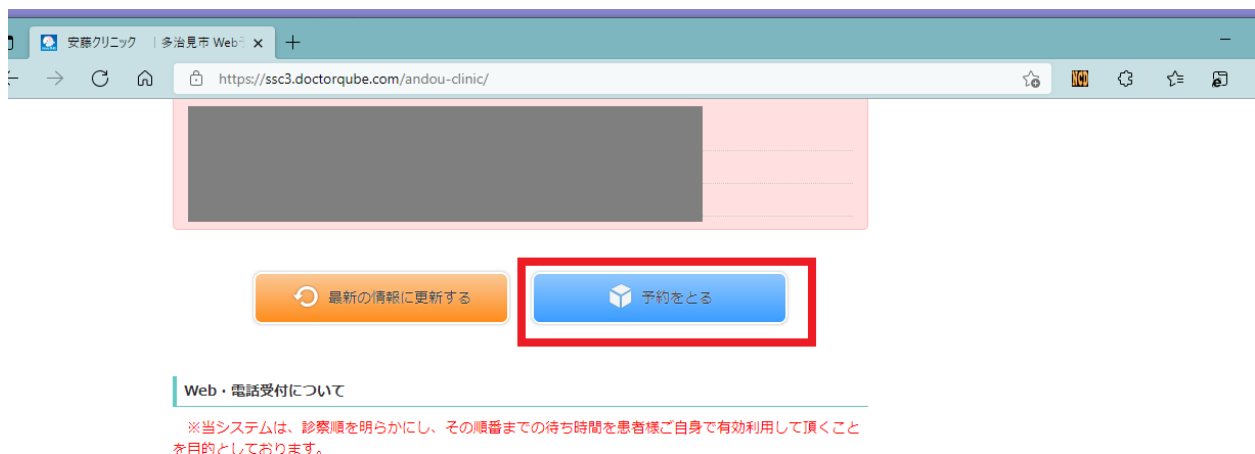 安藤クリニック | 多治見市 Web
https://ssc3.doctorqube.com/andou-clinic/
最新の情報に更新する
予約をとる
Web・電話受付について
※当システムは、診察順を明らかにし、その順番までの待ち時間を患者様ご自身で有効利用して頂くこと
を目的としております。